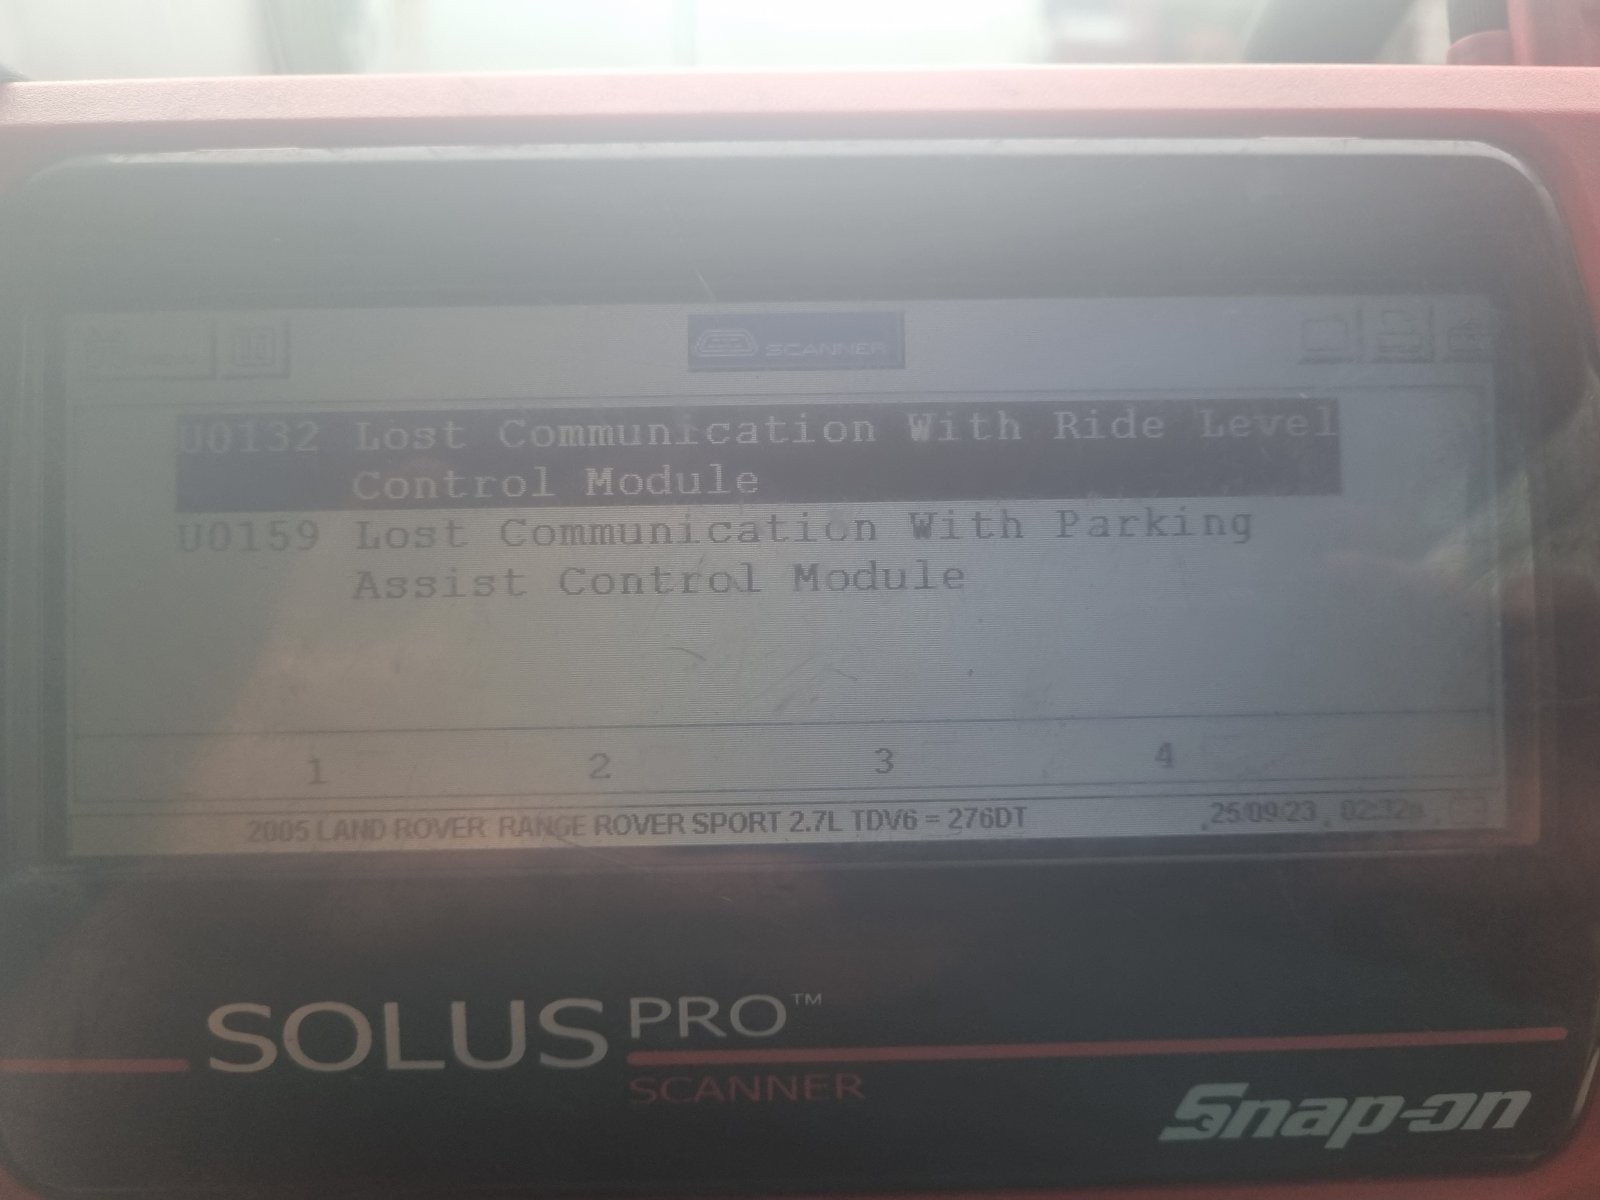 SCANNER
U0132 Lost Communication With Ride Level
Control Module
U0159 Lost Communication With Parking
Assist Control Module
1 2 3 4
2005 LAND ROVER RANGE ROVER SPORT 2.7L TDV6 = 276DT 25/09/23
SOLUS PRO™
SCANNER
Snap-on